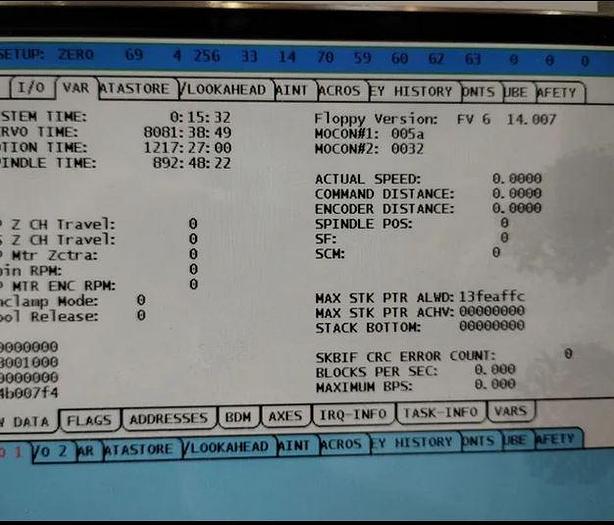 SETUP: ZERO 69 4 256 33 14 70 59 60 62 63 0 0 0
I/O VAR ATASTORE /LOOKAHEAD AINT ACROS EY HISTORY ONTS UBE AFETY
STEM TIME: 0:15:32
RVO TIME: 8081:38:49
OTION TIME: 1217:27:00
PINDLE TIME: 892:48:22
Floppy Version: FV 6 14.007
MOCON#1: 005a
MOCON#2: 0032
ACTUAL SPEED: 0.0000
COMMAND DISTANCE: 0.0000
ENCODER DISTANCE: 0.0000
SPINDLE POS: 0
SF: 0
SCM: 0
P Z CH Travel: 0
S Z CH Travel: 0
P Mtr Zctra: 0
pin RPM: 0
P MTR ENC RPM: 0
nclamp Mode: 0
ool Release: 0
MAX STK PTR ALWD: 13feaffc
MAX STK PTR ACHV: 00000000
STACK BOTTOM: 00000000
0000000
8001000
0000000
4b007f4
SKBIF CRC ERROR COUNT: 0
BLOCKS PER SEC: 0.000
MAXIMUM BPS: 0.000
W DATA FLAGS ADDRESSES BDM AXES IRQ-INFO TASK-INFO VARS
O 1 /O 2 AR ATASTORE /LOOKAHEAD AINT ACROS EY HISTORY ONTS UBE AFETY